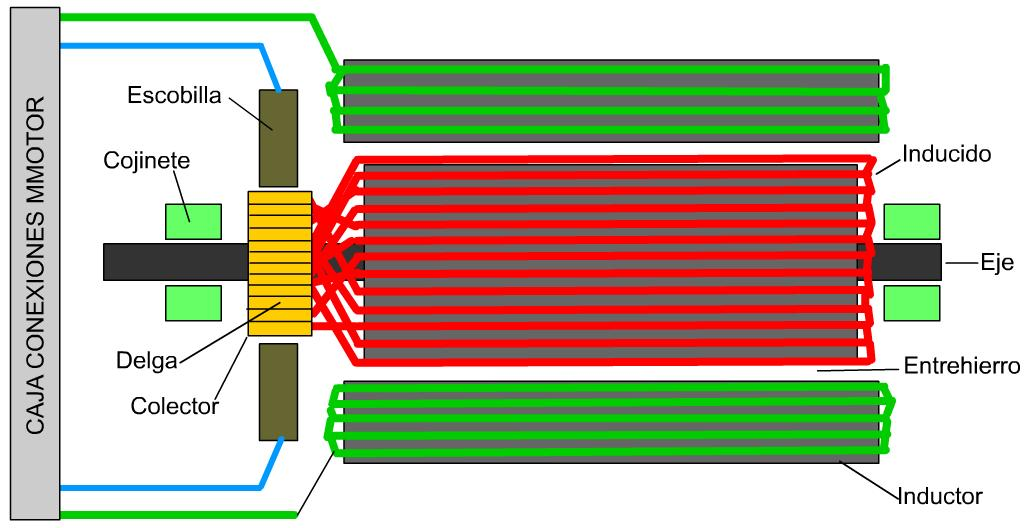 CAJA CONEXIONES MMOTOR
Escobilla
Cojinete
Inducido
Eje
Delga
Entrehierro
Colector
Inductor